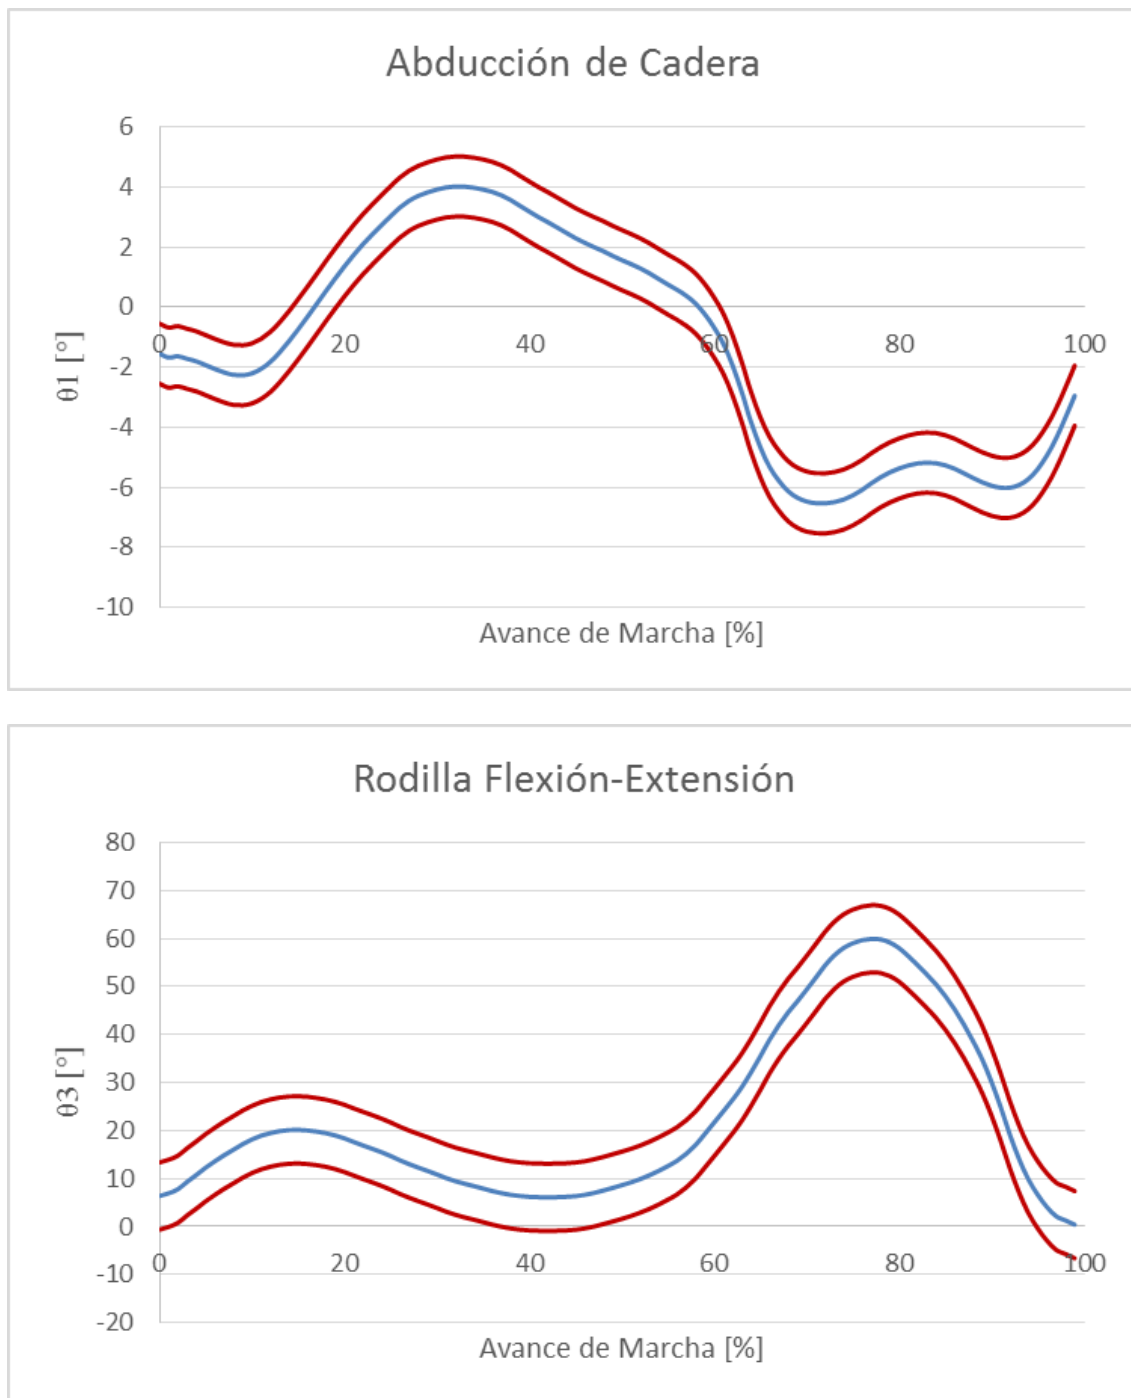 Abducción de Cadera
6
4
2
0
-2
-4
-6
-8
-10
θ1 [°]
0 20 40 60 80 100
Avance de Marcha [%]
Rodilla Flexión-Extensión
80
70
60
50
40
30
20
10
0
-10
-20
θ3 [°]
0 20 40 60 80 100
Avance de Marcha [%]